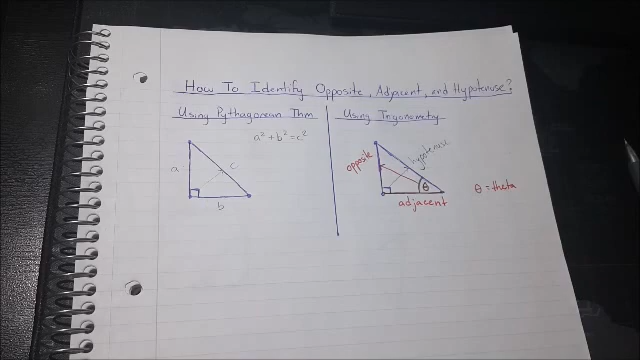 How To Identify Opposite, Adjacent, and Hypotenuse?
Using Pythagorean Thm
a² + b² = c²
a
c
b
Using Trigonometry
opposite
hypotenuse
θ
adjacent
θ = theta